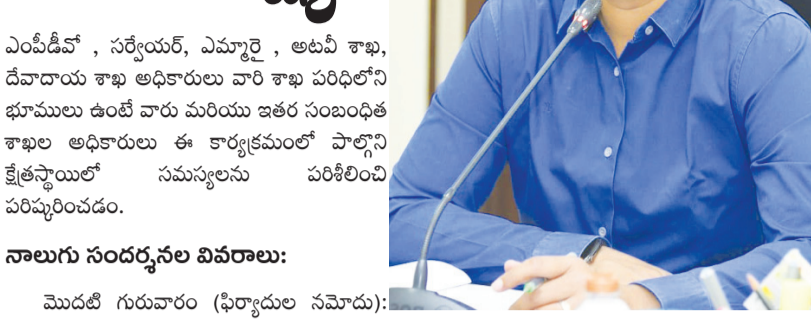 ఎంపీడీవో , సర్వేయర్, ఎమ్మారై , అటవీ శాఖ,
దేవాదాయ శాఖ అధికారులు వారి శాఖ పరిధిలోని
భూములు ఉంటే వారు మరియు ఇతర సంబంధిత
శాఖల అధికారులు ఈ కార్యక్రమంలో పాల్గొని
క్షేత్రస్థాయిలో సమస్యలను పరిశీలించి
పరిష్కరించడం.
నాలుగు సందర్శనల వివరాలు:
మొదటి గురువారం (ఫిర్యాదుల నమోదు):